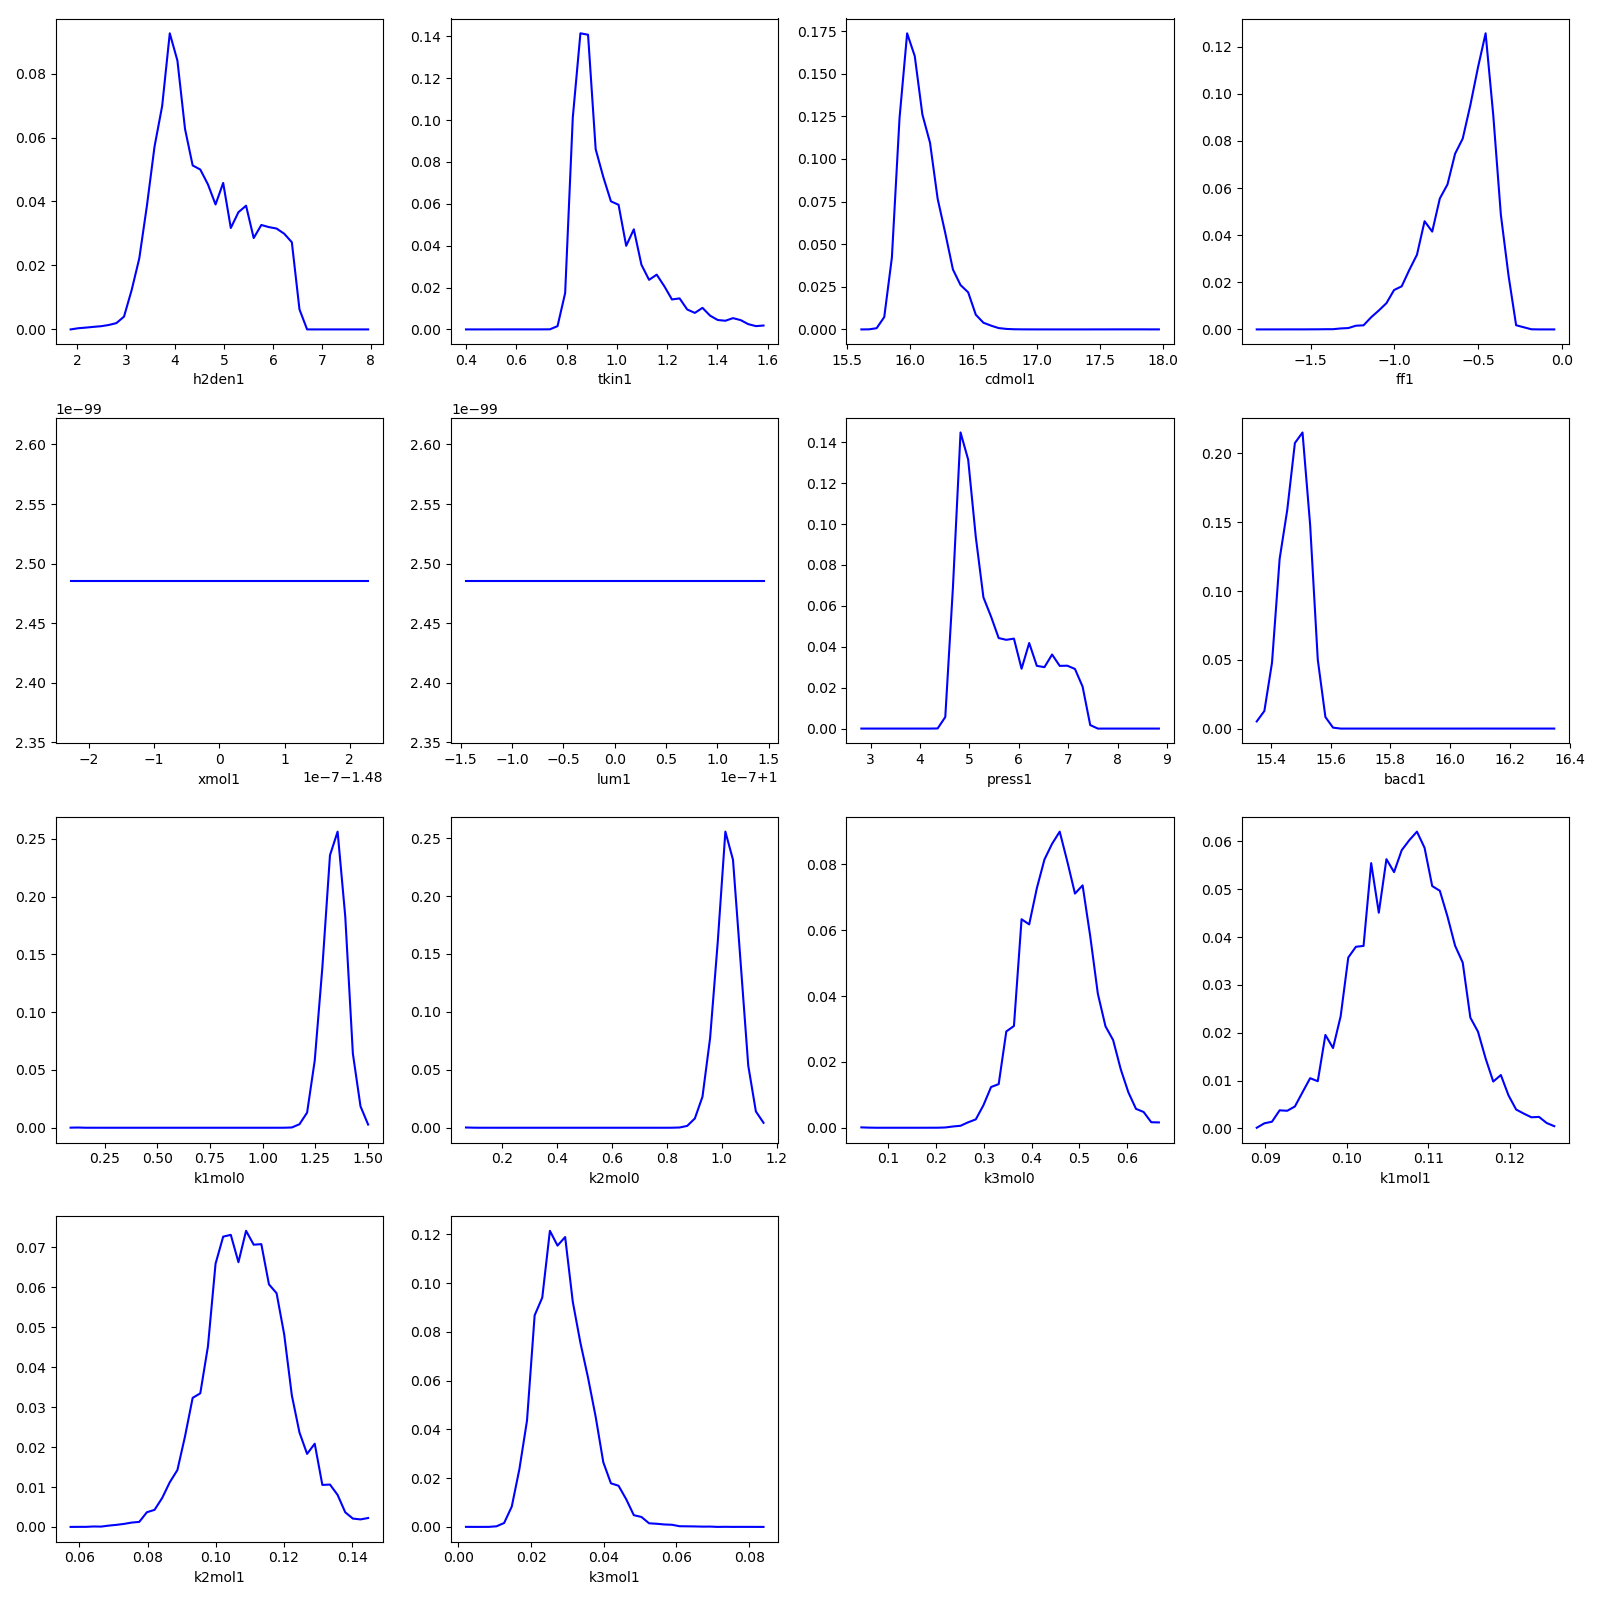 0.08
0.06
0.04
0.02
0.00
2 3 4 5 6 7 8
h2den1
0.14
0.12
0.10
0.08
0.06
0.04
0.02
0.00
0.4 0.6 0.8 1.0 1.2 1.4 1.6
tkin1
0.175
0.150
0.125
0.100
0.075
0.050
0.025
0.000
15.5 16.0 16.5 17.0 17.5 18.0
cdmol1
0.12
0.10
0.08
0.06
0.04
0.02
0.00
−1.5 −1.0 −0.5 0.0
ff1
1e−99
2.60
2.55
2.50
2.45
2.40
2.35
−2 −1 0 1 2
1e−7−1.48
xmol1
1e−99
2.60
2.55
2.50
2.45
2.40
2.35
−1.5 −1.0 −0.5 0.0 0.5 1.0 1.5
1e−7+1
lum1
0.14
0.12
0.10
0.08
0.06
0.04
0.02
0.00
3 4 5 6 7 8 9
press1
0.20
0.15
0.10
0.05
0.00
15.4 15.6 15.8 16.0 16.2 16.4
bacd1
0.25
0.20
0.15
0.10
0.05
0.00
0.25 0.50 0.75 1.00 1.25 1.50
k1mol0
0.25
0.20
0.15
0.10
0.05
0.00
0.2 0.4 0.6 0.8 1.0 1.2
k2mol0
0.08
0.06
0.04
0.02
0.00
0.1 0.2 0.3 0.4 0.5 0.6
k3mol0
0.06
0.05
0.04
0.03
0.02
0.01
0.00
0.09 0.10 0.11 0.12
k1mol1
0.07
0.06
0.05
0.04
0.03
0.02
0.01
0.00
0.06 0.08 0.10 0.12 0.14
k2mol1
0.12
0.10
0.08
0.06
0.04
0.02
0.00
0.00 0.02 0.04 0.06 0.08
k3mol1